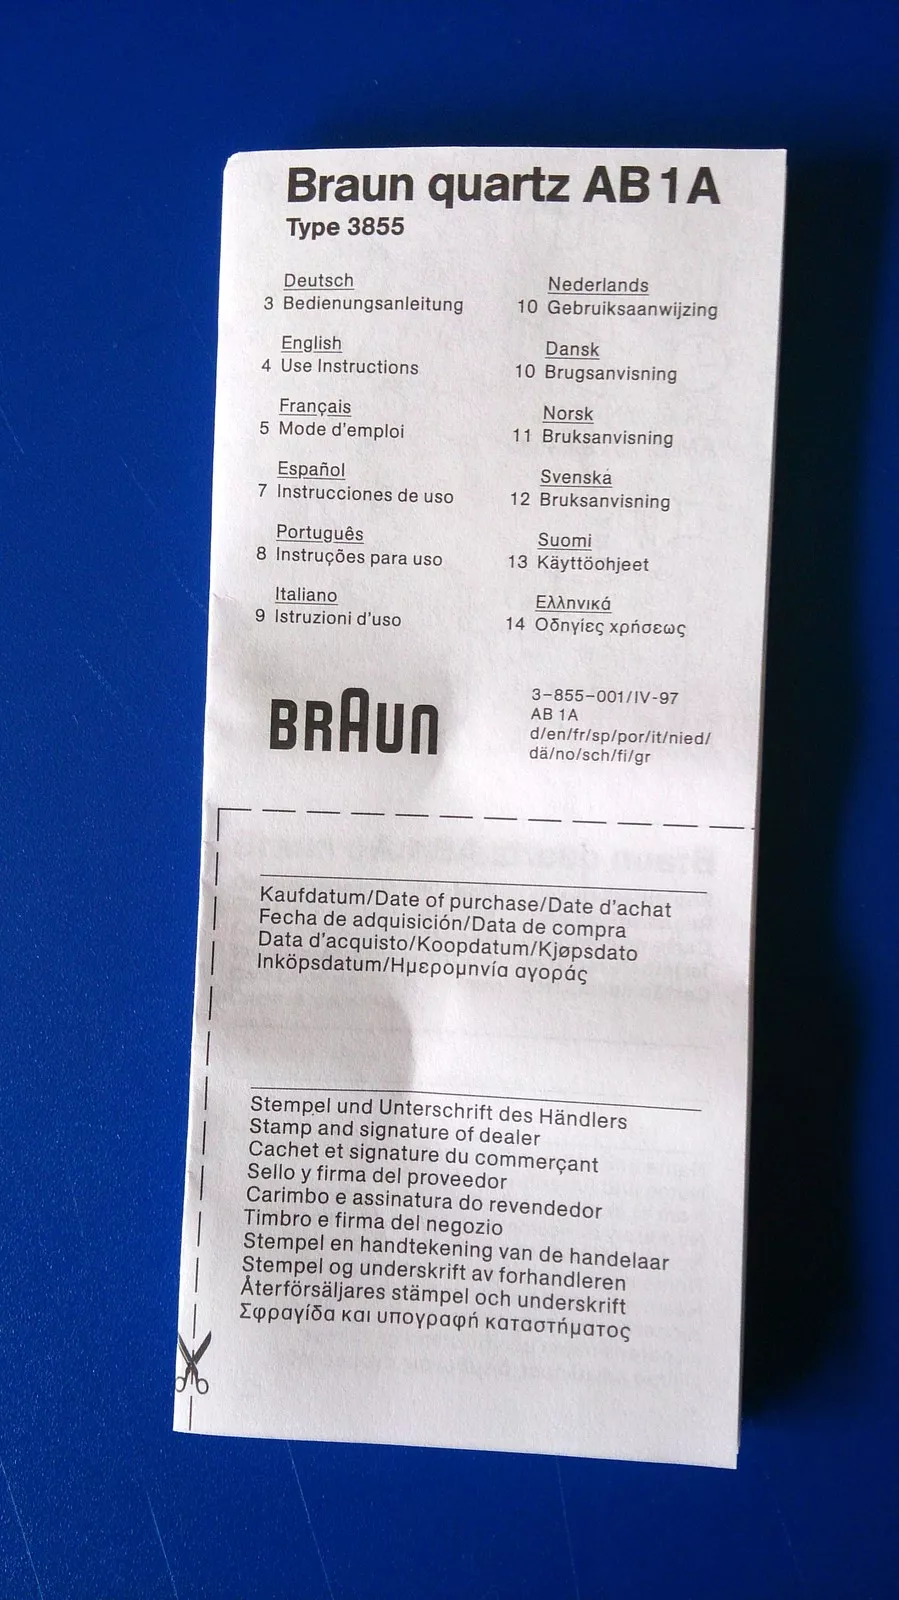 Braun quartz AB 1A
Type 3855
Deutsch
3 Bedienungsanleitung
English
4 Use Instructions
Français
5 Mode d'emploi
Español
7 Instrucciones de uso
Português
8 Instruções para uso
Italiano
9 Istruzioni d'uso
Nederlands
10 Gebruiksaanwijzing
Dansk
10 Brugsanvisning
Norsk
11 Bruksanvisning
Svenska
12 Bruksanvisning
Suomi
13 Käyttöohjeet
Ελληνικά
14 Οδηγίες χρήσεως
BRAUN
3-855-001/IV-97
AB 1A
d/en/fr/sp/por/it/nied/
dä/no/sch/fi/gr
Kaufdatum/Date of purchase/Date d'achat
Fecha de adquisición/Data de compra
Data d'acquisto/Koopdatum/Kjøpsdato
Inköpsdatum/Ημερομηνία αγοράς
Stempel und Unterschrift des Händlers
Stamp and signature of dealer
Cachet et signature du commerçant
Sello y firma del proveedor
Carimbo e assinatura do revendedor
Timbro e firma del negozio
Stempel en handtekening van de handelaar
Stempel og underskrift av forhandleren
Återförsäljares stämpel och underskrift
Σφραγίδα και υπογραφή καταστήματος